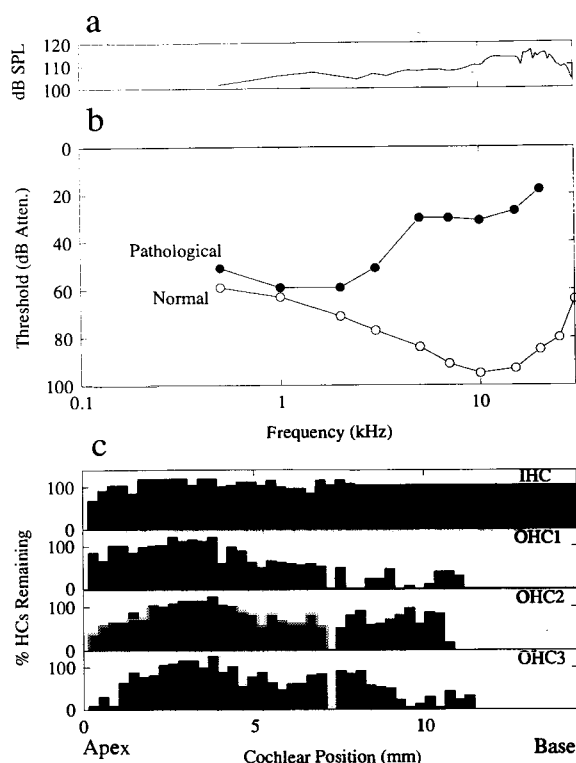 a
120
110
100
dB SPL
b
0
20
40
60
80
100
Threshold (dB Atten.)
Pathological
Normal
0.1
1
10
Frequency (kHz)
c
IHC
100
0
OHC1
100
0
OHC2
100
0
OHC3
100
0
% HCs Remaining
0
5
10
Apex
Cochlear Position (mm)
Base